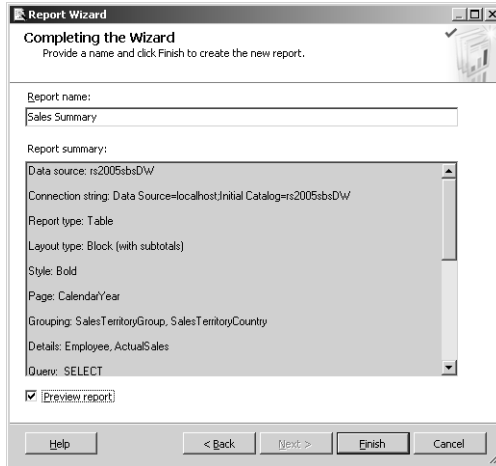 Report Wizard
Completing the Wizard
Provide a name and click Finish to create the new report.
Report name:
Sales Summary
Report summary:
Data source: rs2005sbsDW
Connection string: Data Source=localhost;Initial Catalog=rs2005sbsDW
Report type: Table
Layout type: Block (with subtotals)
Style: Bold
Page: CalendarYear
Grouping: SalesTerritoryGroup, SalesTerritoryCountry
Details: Employee, ActualSales
Query: SELECT
Preview report
Help < Back Next > Finish Cancel